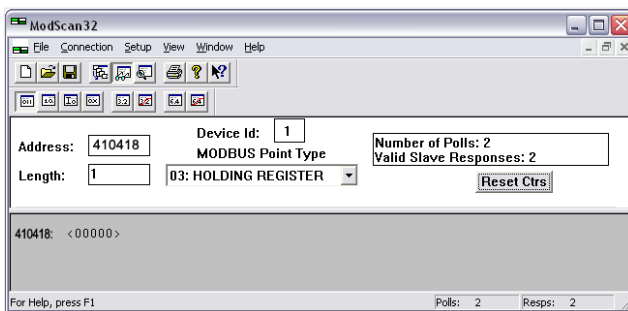 ModScan32
File Connection Setup View Window Help
Address: 410418
Device Id: 1
MODBUS Point Type
Length: 1
03: HOLDING REGISTER
Number of Polls: 2
Valid Slave Responses: 2
Reset Ctrs
410418: <00000>
For Help, press F1
Polls: 2
Resps: 2